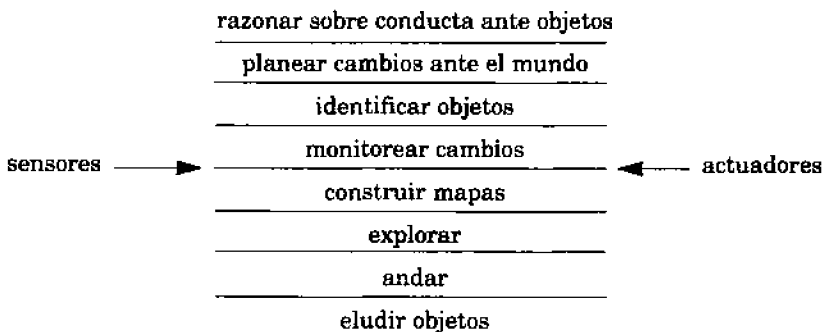 razonar sobre conducta ante objetos
planear cambios ante el mundo
identificar objetos
monitorear cambios
sensores
actuadores
construir mapas
explorar
andar
eludir objetos